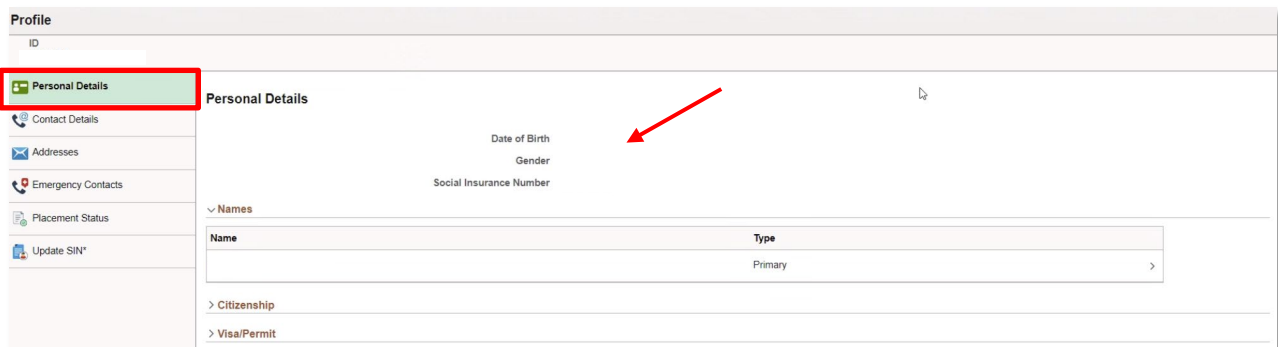 Profile
ID
Personal Details
Contact Details
Addresses
Emergency Contacts
Placement Status
Update SIN*
Personal Details
Date of Birth
Gender
Social Insurance Number
Names
Name Type
Primary
Citizenship
Visa/Permit